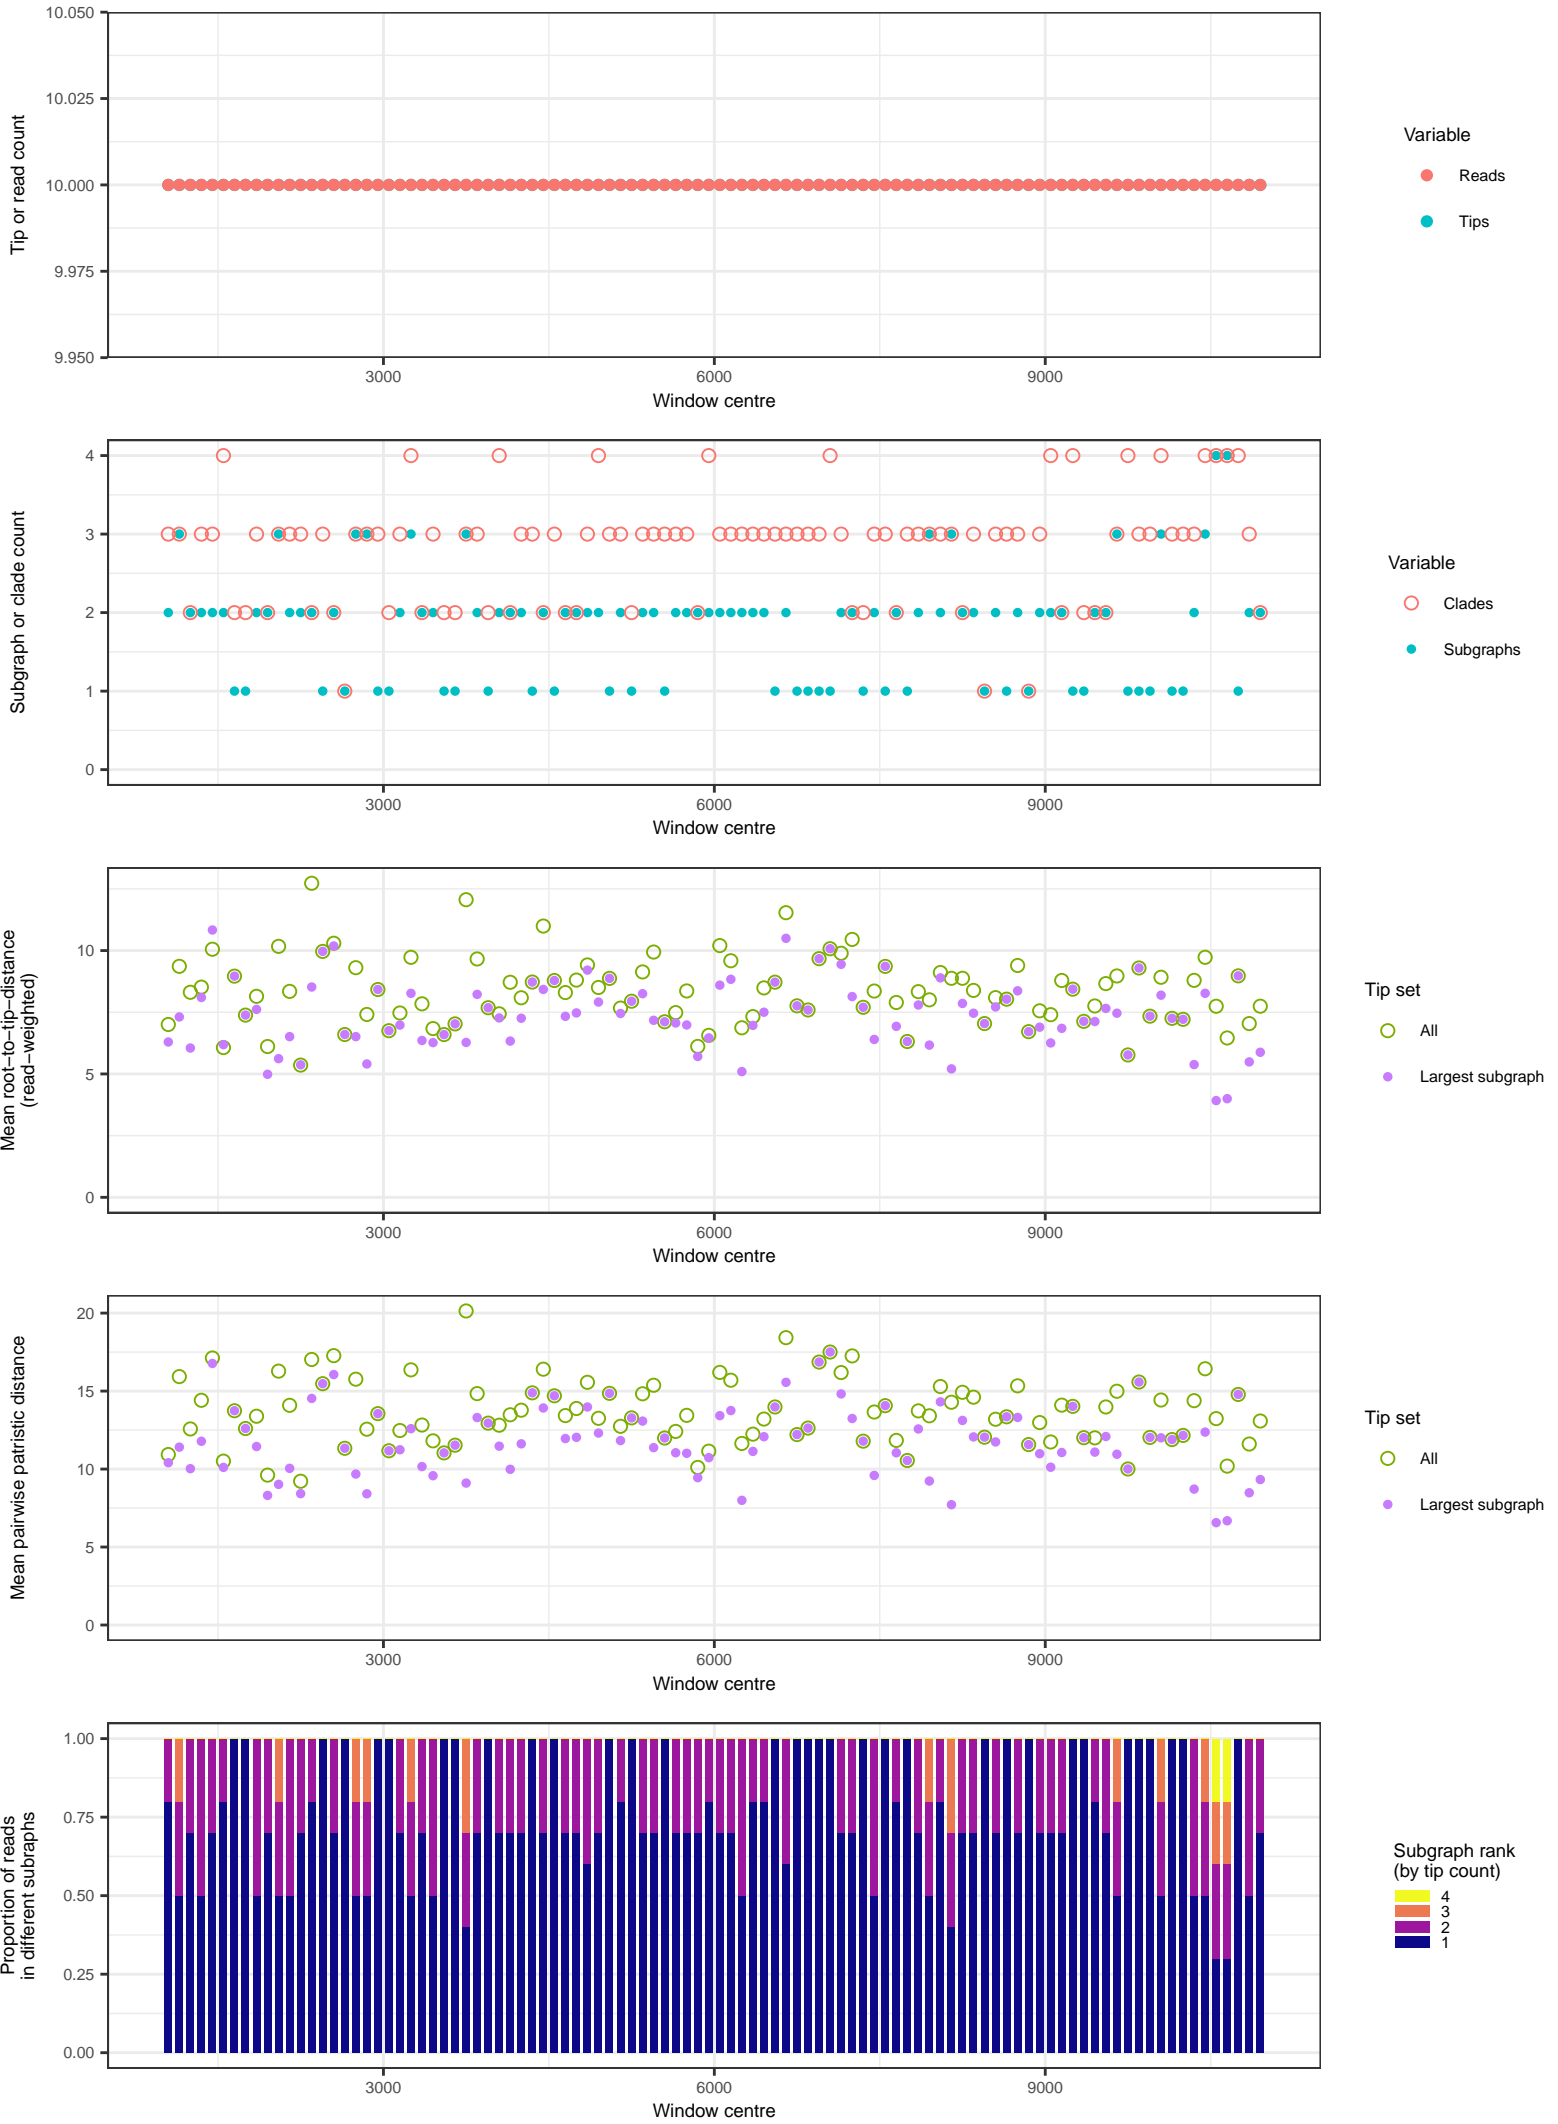 10.050
10.025
10.000
9.975
9.950
Tip or read count
3000
6000
9000
Window centre
Variable
Reads
Tips
4
3
2
1
0
Subgraph or clade count
3000
6000
9000
Window centre
Variable
Clades
Subgraphs
10
5
0
Mean root−to−tip−distance
(read−weighted)
3000
6000
9000
Window centre
Tip set
All
Largest subgraph
20
15
10
5
0
Mean pairwise patristic distance
3000
6000
9000
Window centre
Tip set
All
Largest subgraph
1.00
0.75
0.50
0.25
0.00
Proportion of reads
in different subraphs
3000
6000
9000
Window centre
Subgraph rank
(by tip count)
4
3
2
1